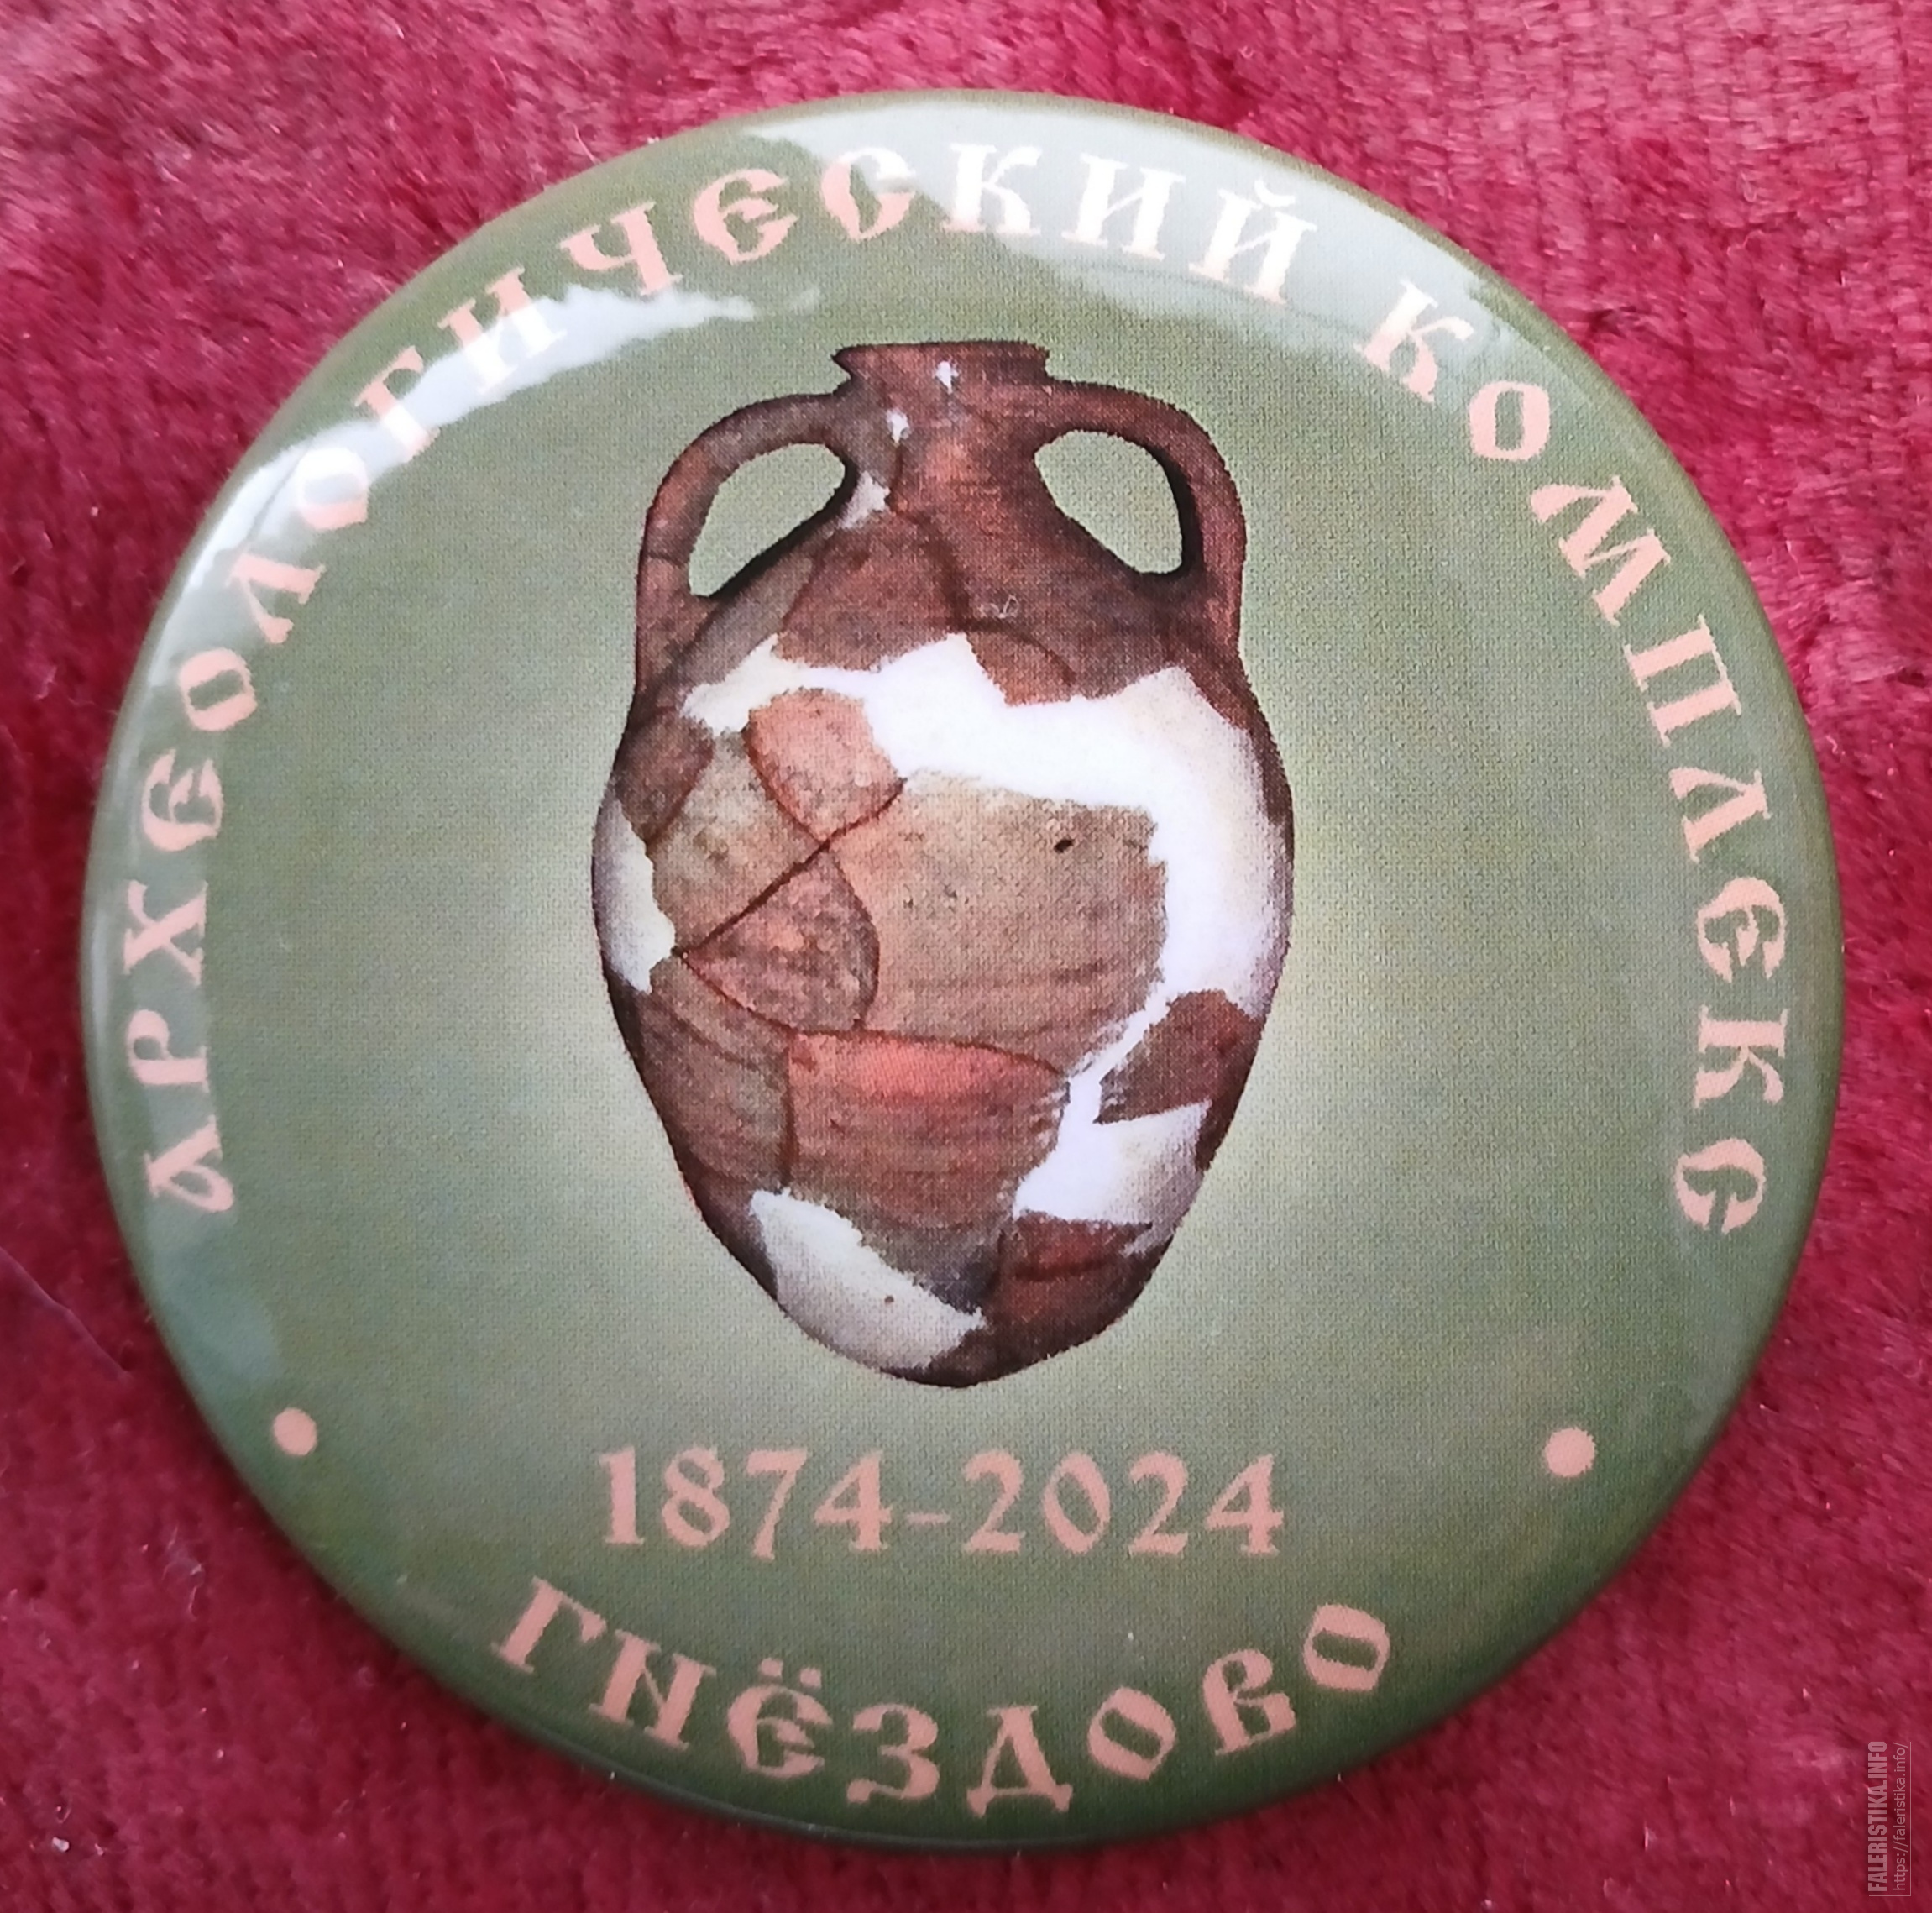 АРХЕОЛОГИЧЕСКИЙ КОМПЛЕКС
1874-2024
ГНЁЗДОВО
FALERISTIKA.INFO
https://faleristika.info/